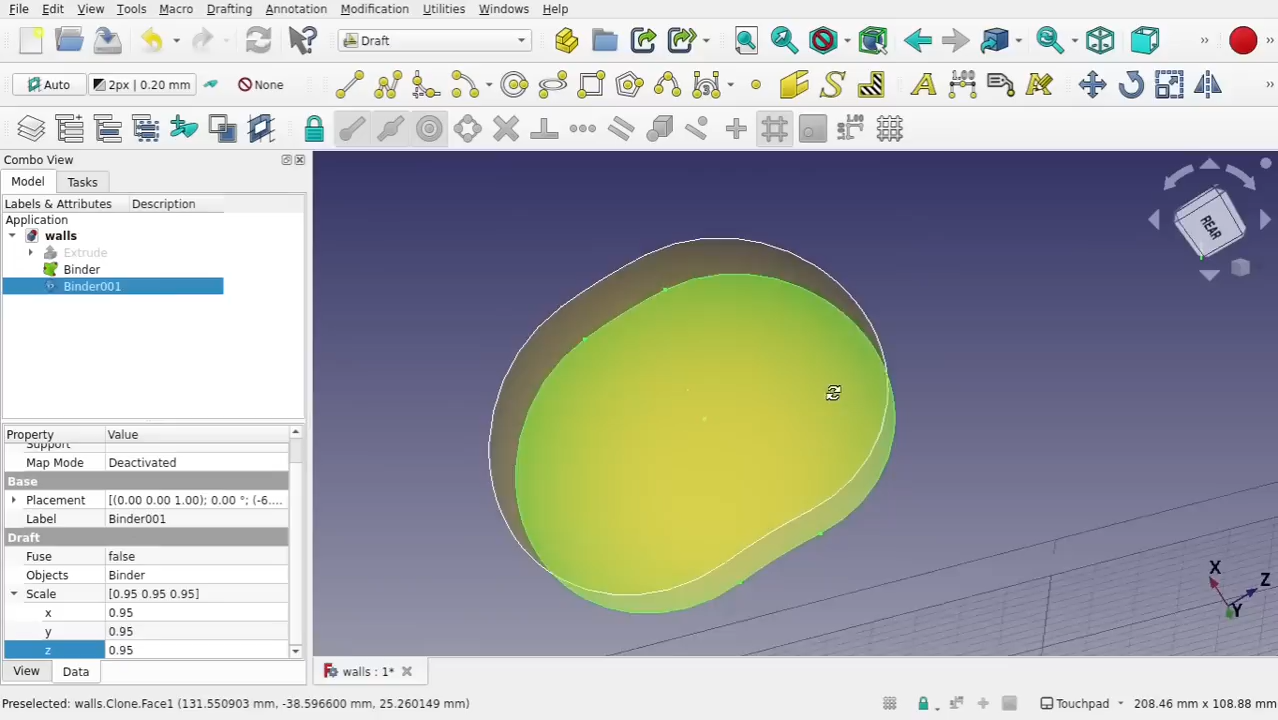 File Edit View Tools Macro Drafting Annotation Modification Utilities Windows Help
Draft
Auto 2px | 0.20 mm None
Combo View
Model Tasks
Labels & Attributes Description
Application
walls
Extrude
Binder
Binder001
Property Value
Support
Map Mode Deactivated
Base
Placement [(0.00 0.00 1.00); 0.00 °; (-6....
Label Binder001
Draft
Fuse false
Objects Binder
Scale [0.95 0.95 0.95]
x 0.95
y 0.95
z 0.95
View Data
REAR
X Z
Y
walls : 1*
Preselected: walls.Clone.Face1 (131.550903 mm, -38.596600 mm, 25.260149 mm) Touchpad 208.46 mm x 108.88 mm